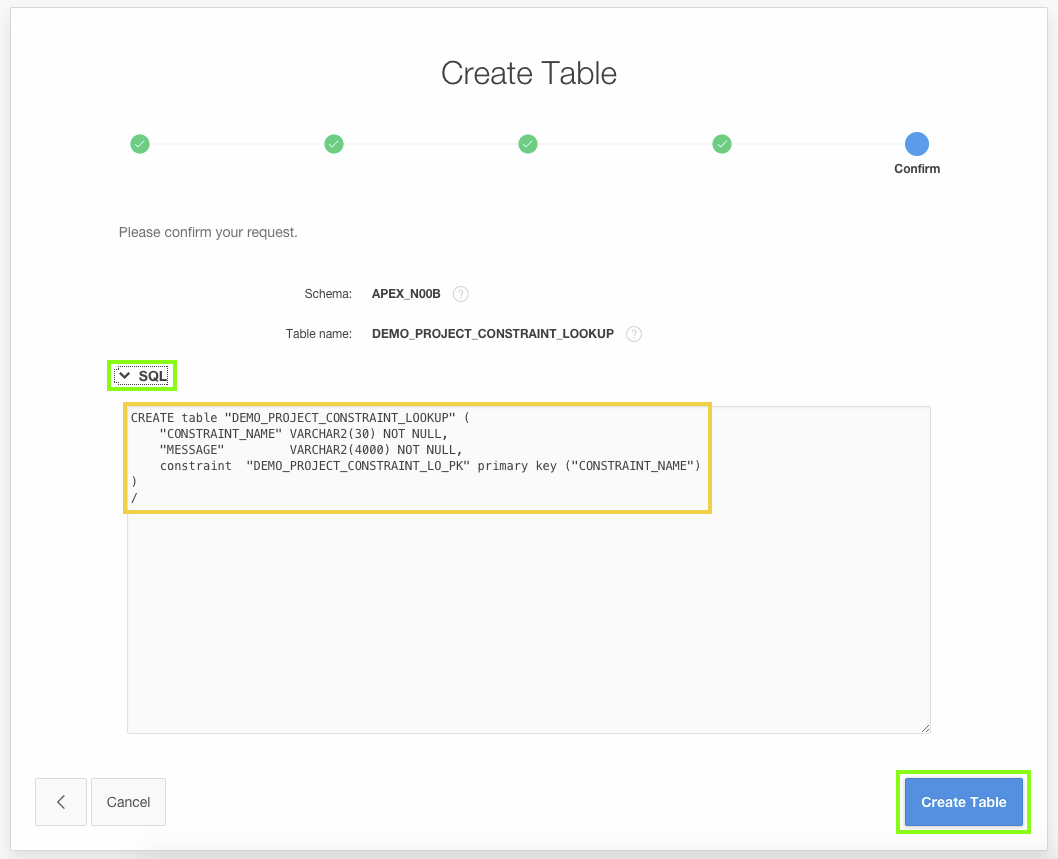 Create Table
Confirm
Please confirm your request.
Schema: APEX_N00B ?
Table name: DEMO_PROJECT_CONSTRAINT_LOOKUP ?
SQL
CREATE table "DEMO_PROJECT_CONSTRAINT_LOOKUP" (
    "CONSTRAINT_NAME" VARCHAR2(30) NOT NULL,
    "MESSAGE"         VARCHAR2(4000) NOT NULL,
    constraint  "DEMO_PROJECT_CONSTRAINT_LO_PK" primary key ("CONSTRAINT_NAME")
)
/
Cancel
Create Table